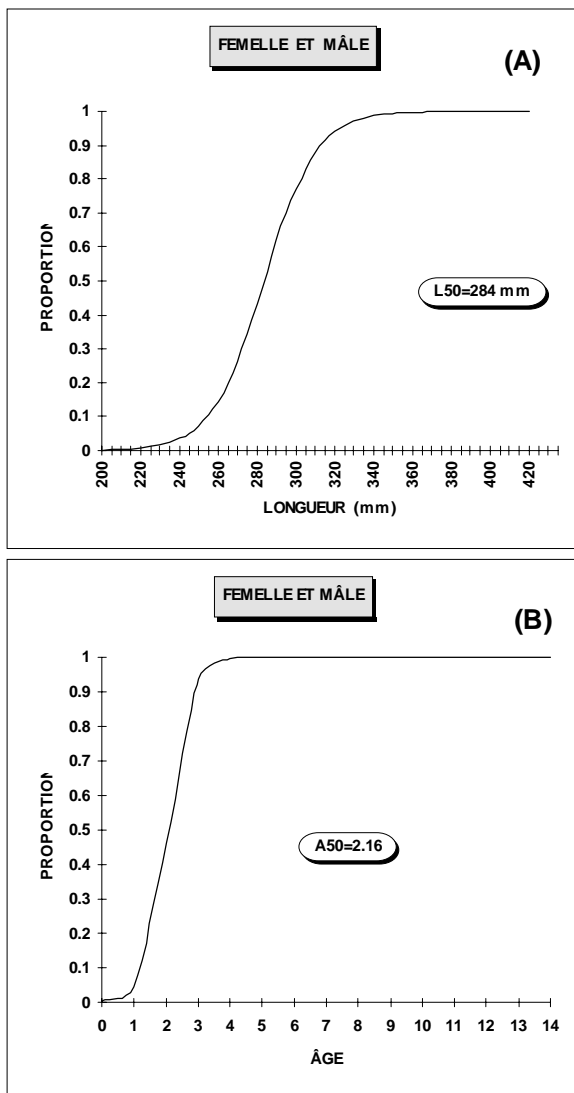 FEMELLE ET MÂLE
(A)
1
0.9
0.8
0.7
0.6
0.5
0.4
0.3
0.2
0.1
0
PROPORTION
L50=284 mm
200 220 240 260 280 300 320 340 360 380 400 420
LONGUEUR (mm)
FEMELLE ET MÂLE
(B)
1
0.9
0.8
0.7
0.6
0.5
0.4
0.3
0.2
0.1
0
PROPORTION
A50=2.16
0 1 2 3 4 5 6 7 8 9 10 11 12 13 14
ÂGE